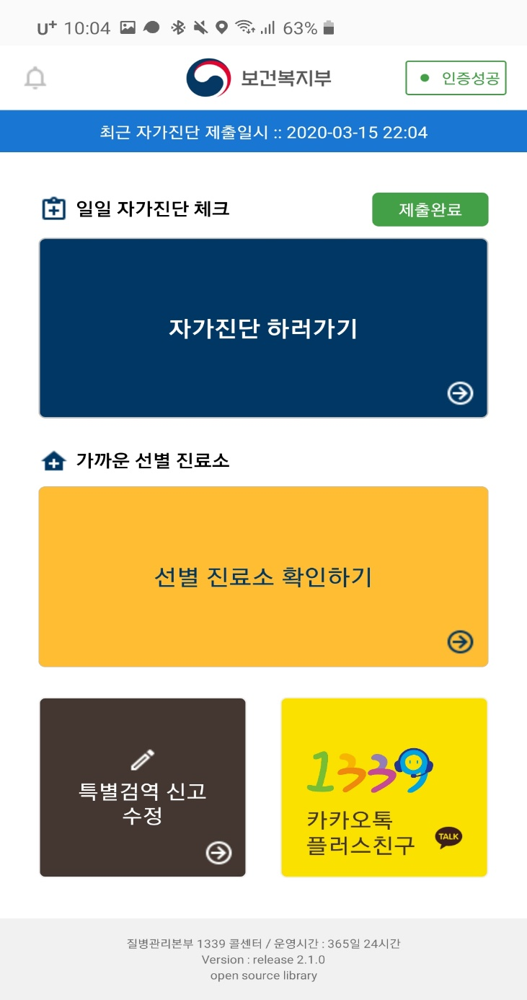 U+ 10:04 63%
보건복지부
인증성공
최근 자가진단 제출일시 :: 2020-03-15 22:04
일일 자가진단 체크
제출완료
자가진단 하러가기
가까운 선별 진료소
선별 진료소 확인하기
특별검역 신고
수정
1339
카카오톡
플러스친구
TALK
질병관리본부 1339 콜센터 / 운영시간 : 365일 24시간
Version : release 2.1.0
open source library